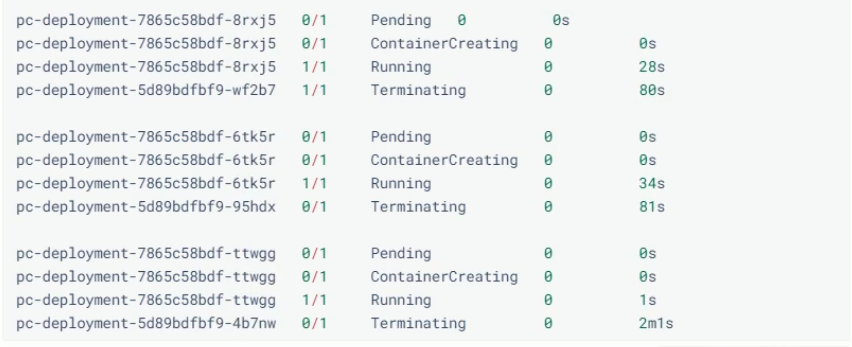 pc-deployment-7865c58bdf-8rxj5 0/1 Pending 0 0s
pc-deployment-7865c58bdf-8rxj5 0/1 ContainerCreating 0 0s
pc-deployment-7865c58bdf-8rxj5 1/1 Running 0 28s
pc-deployment-5d89bdfbf9-wf2b7 1/1 Terminating 0 80s
pc-deployment-7865c58bdf-6tk5r 0/1 Pending 0 0s
pc-deployment-7865c58bdf-6tk5r 0/1 ContainerCreating 0 0s
pc-deployment-7865c58bdf-6tk5r 1/1 Running 0 34s
pc-deployment-5d89bdfbf9-95hdx 0/1 Terminating 0 81s
pc-deployment-7865c58bdf-ttwgg 0/1 Pending 0 0s
pc-deployment-7865c58bdf-ttwgg 0/1 ContainerCreating 0 0s
pc-deployment-7865c58bdf-ttwgg 1/1 Running 0 1s
pc-deployment-5d89bdfbf9-4b7nw 0/1 Terminating 0 2m1s